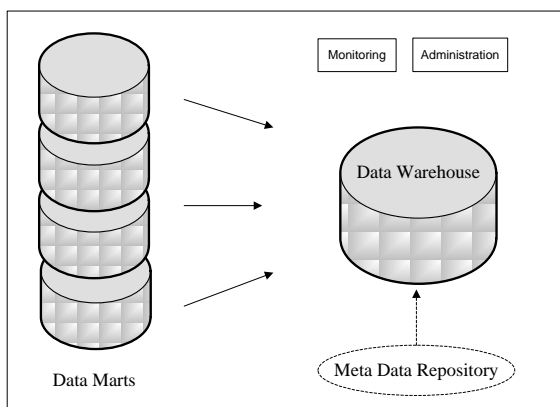 Monitoring
Administration
Data Warehouse
Data Marts
Meta Data Repository